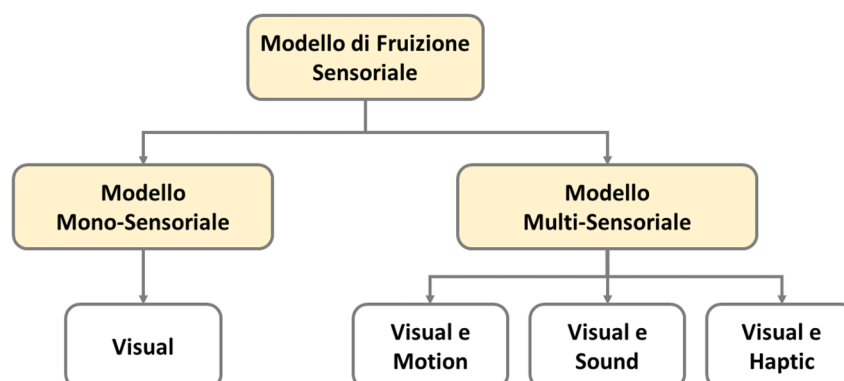 Modello di Fruizione
Sensoriale
Modello
Mono-Sensoriale
Modello
Multi-Sensoriale
Visual
Visual e
Motion
Visual e
Sound
Visual e
Haptic